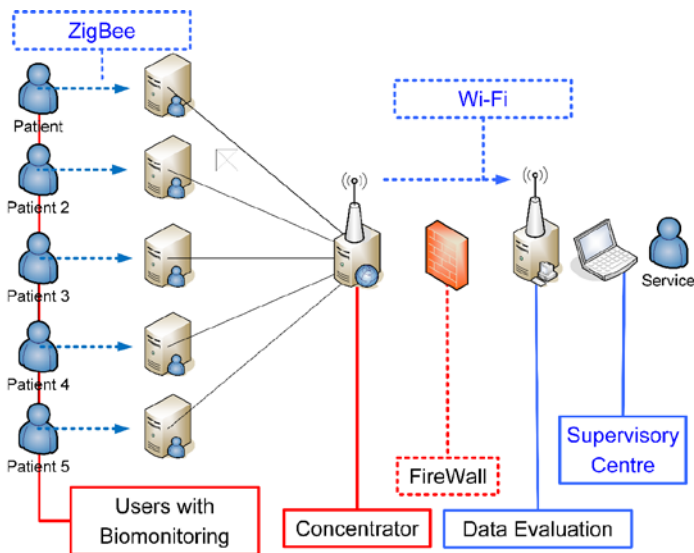 ZigBee
Wi-Fi
Patient
Patient 2
Patient 3
Patient 4
Patient 5
Service
Supervisory
Centre
FireWall
Users with
Biomonitoring
Concentrator
Data Evaluation